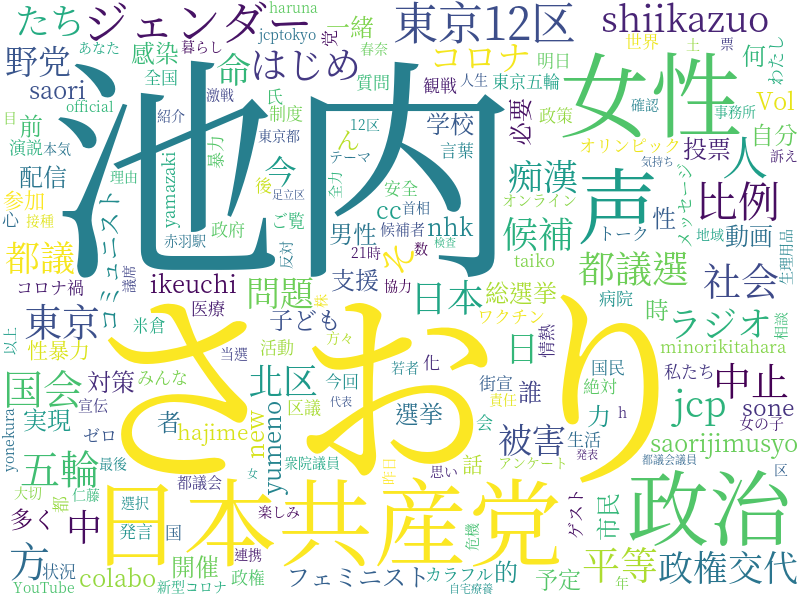 たち
ジェンダー
haruna
jcptokyo
党
一緒
東京12区
shiikazuo
あなた
暮らし
春奈
世界
土
票
野党
感染
命
はじめ
コロナ
明日
何
わたし
saori
全国
質問
観戦
人生
東京五輪
Vol
official
激戦
氏
政策
確認
事務所
目
前
紹介
制度
12区
学校
必要
オリンピック
自分
訴え
演説
本気
yamazaki
暴力
東京都
ん
テーマ
言葉
気持ち
投票
人
配信
理由
今
後
足立区
全力
安全
痴漢
オンライン
メッセージ
参加
心
接種
政府
ご覧
cc
首相
nhk
性
トーク
地域
比例
都議
議席
赤羽駅
反対
男性
候補者
数
候補
動画
生理用品
コロナ禍
コミュニスト
ikeuchi
21時
検査
そ
taiko
都議選
社会
池内
女性
声
支援
協力
株
日本
総選挙
病院
時
東京
医療
問題
ワクチン
ラジオ
相談
以上
米倉
子ども
情熱
minorikitahara
性暴力
当選
活動
方々
日
国会
対策
みんな
北区
今回
若者
化
街宣
国民
私たち
中止
実現
宣伝
者
区議
代表
選挙
誰
責任
絶対
力
h
女の子
sone
yonekura
ゼロ
hajime
new
yumeno
会
jcp
被害
生活
saorijimusyo
五輪
最後
衆院議員
思い
話
アンケート
発表
都議会議員
大切
仁藤
都議会
女
昨日
区
さおり
日本共産党
政治
多く
中
都
選択
発言
国
楽しみ
危機
ゲスト
市民
方
状況
連携
フェミニスト
カラフル
的
平等
政権交代
YouTube
colabo
新型コロナ
開催
政権
自宅療養
予定
年